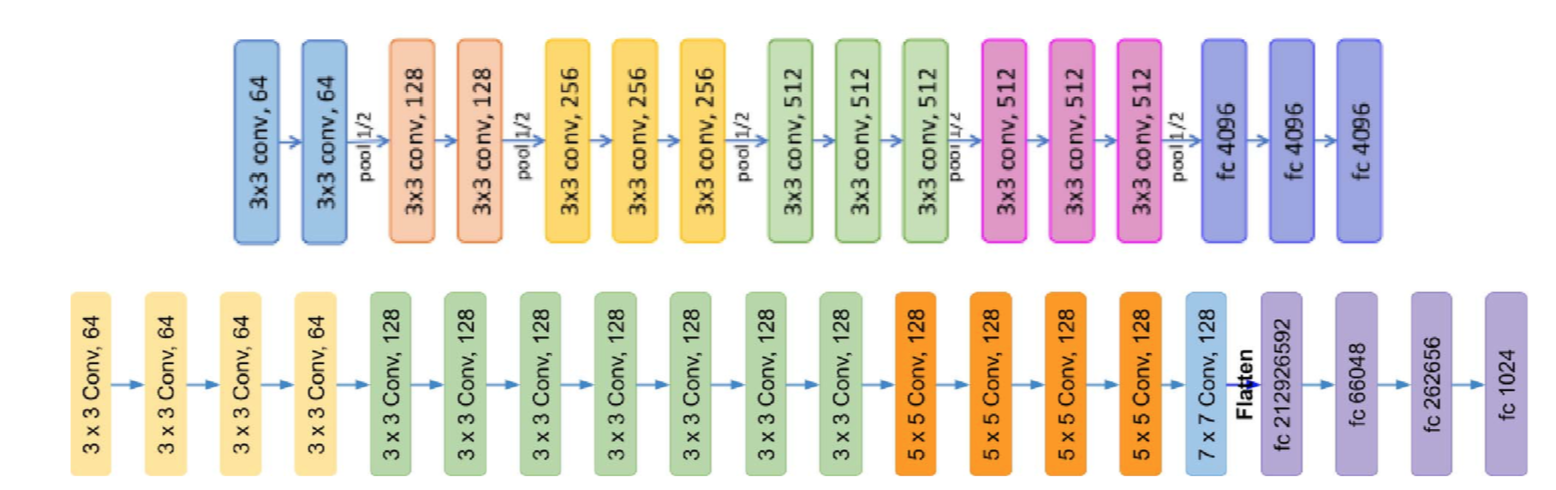 3x3 conv, 64
3x3 conv, 64
pool 1/2
3x3 conv, 128
3x3 conv, 128
pool 1/2
3x3 conv, 256
3x3 conv, 256
3x3 conv, 256
pool 1/2
3x3 conv, 512
3x3 conv, 512
3x3 conv, 512
pool 1/2
3x3 conv, 512
3x3 conv, 512
3x3 conv, 512
pool 1/2
fc 4096
fc 4096
fc 4096
3 x 3 Conv, 64
3 x 3 Conv, 64
3 x 3 Conv, 64
3 x 3 Conv, 64
3 x 3 Conv, 128
3 x 3 Conv, 128
3 x 3 Conv, 128
3 x 3 Conv, 128
3 x 3 Conv, 128
3 x 3 Conv, 128
3 x 3 Conv, 128
5 x 5 Conv, 128
5 x 5 Conv, 128
5 x 5 Conv, 128
5 x 5 Conv, 128
7 x 7 Conv, 128
Flatten
fc 212926592
fc 66048
fc 262656
fc 1024